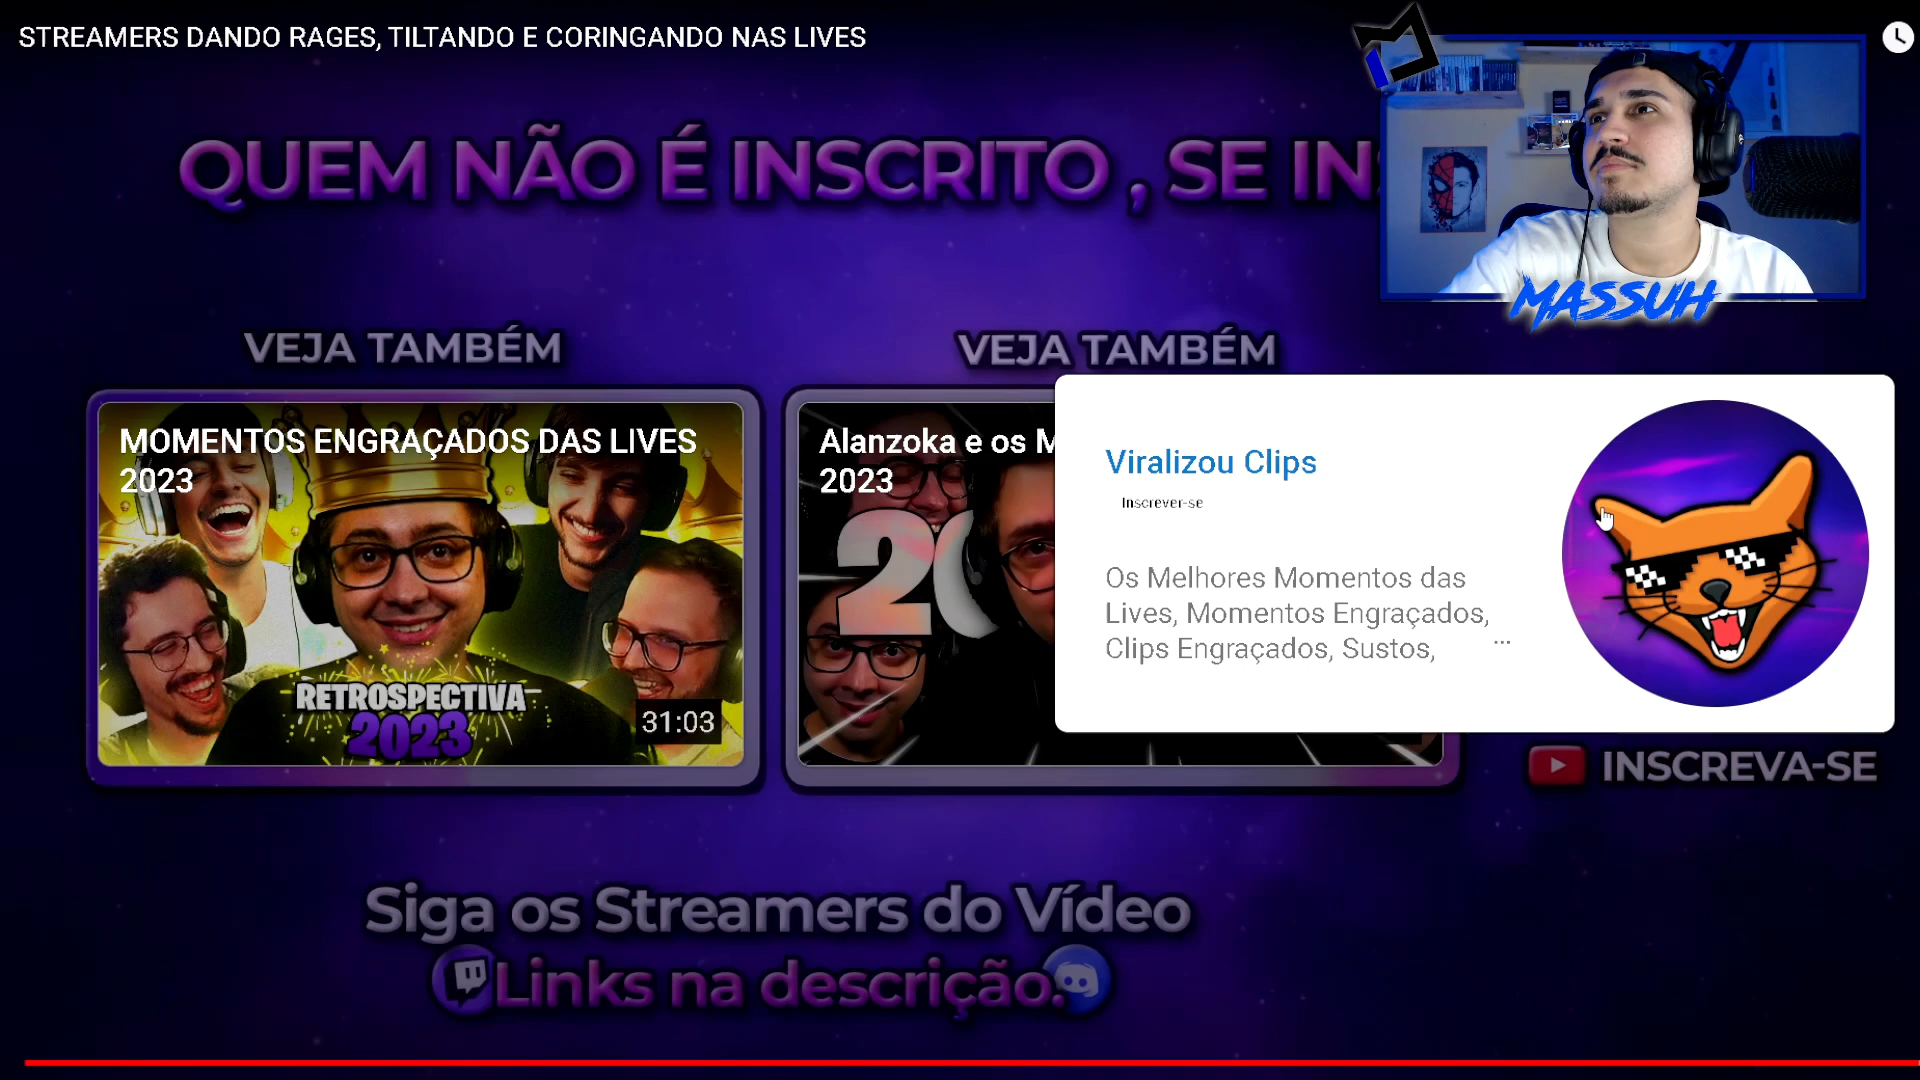 STREAMERS DANDO RAGES, TILTANDO E CORINGANDO NAS LIVES
QUEM NÃO É INSCRITO , SE INS
MASSUH
VEJA TAMBÉM
VEJA TAMBÉM
MOMENTOS ENGRAÇADOS DAS LIVES
2023
RETROSPECTIVA
2023
31:03
Alanzoka e os M
2023
20
Viralizou Clips
Inscrever-se
Os Melhores Momentos das
Lives, Momentos Engraçados,
Clips Engraçados, Sustos, ...
INSCREVA-SE
Siga os Streamers do Vídeo
Links na descrição.